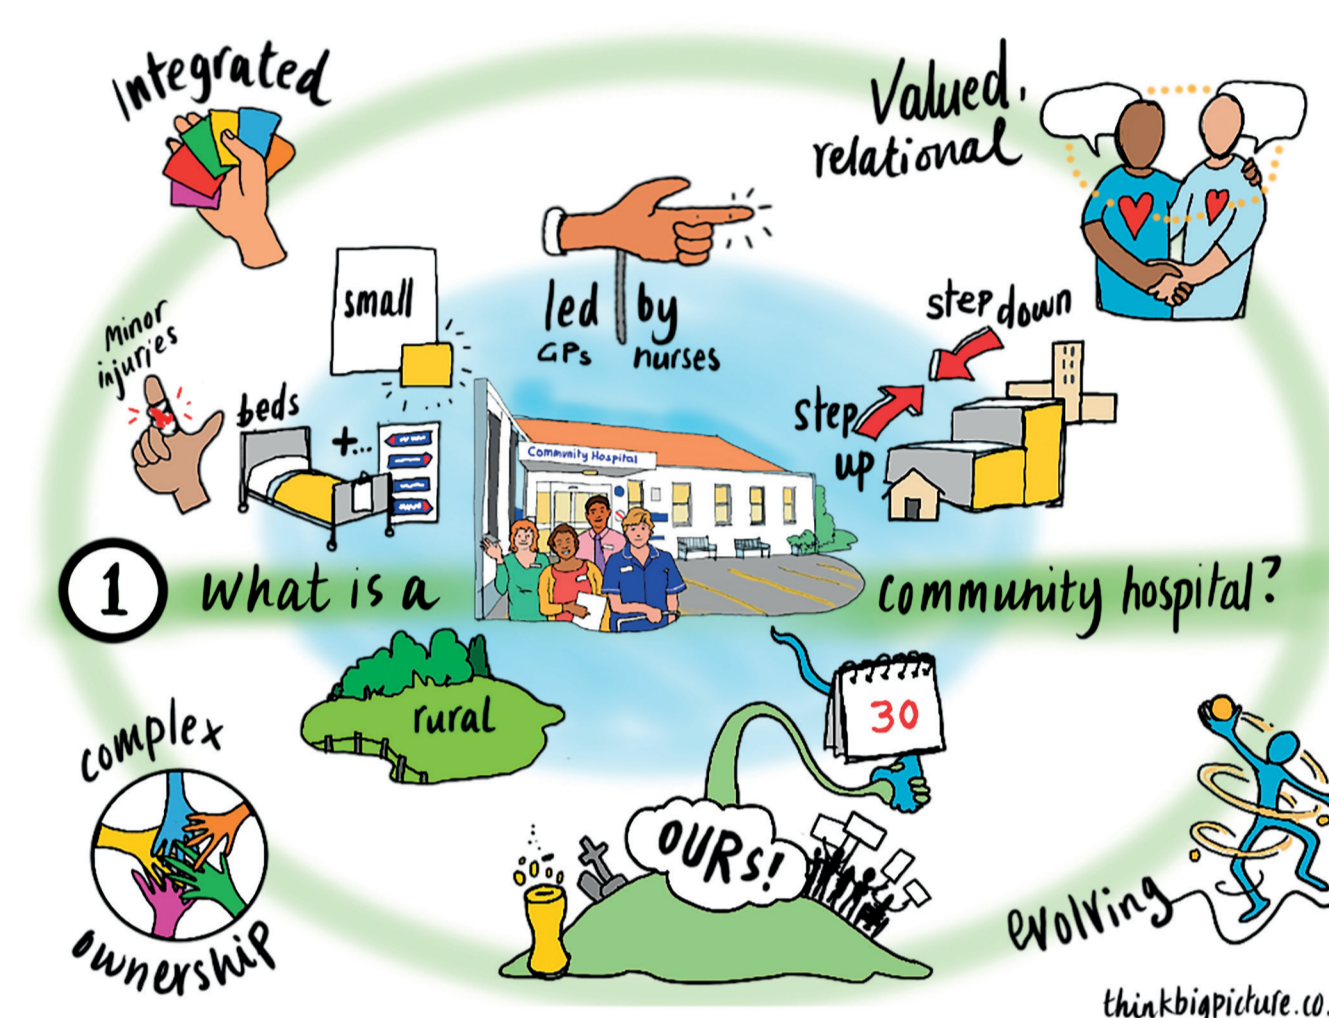 Integrated
Valued,
relational
small
led by
GPs nurses
step down
step
up
Minor
injuries
beds
+...
Community Hospital
1 What is a community hospital?
rural
30
complex
ownership
OURS!
evolving
thinkbigpicture.co.